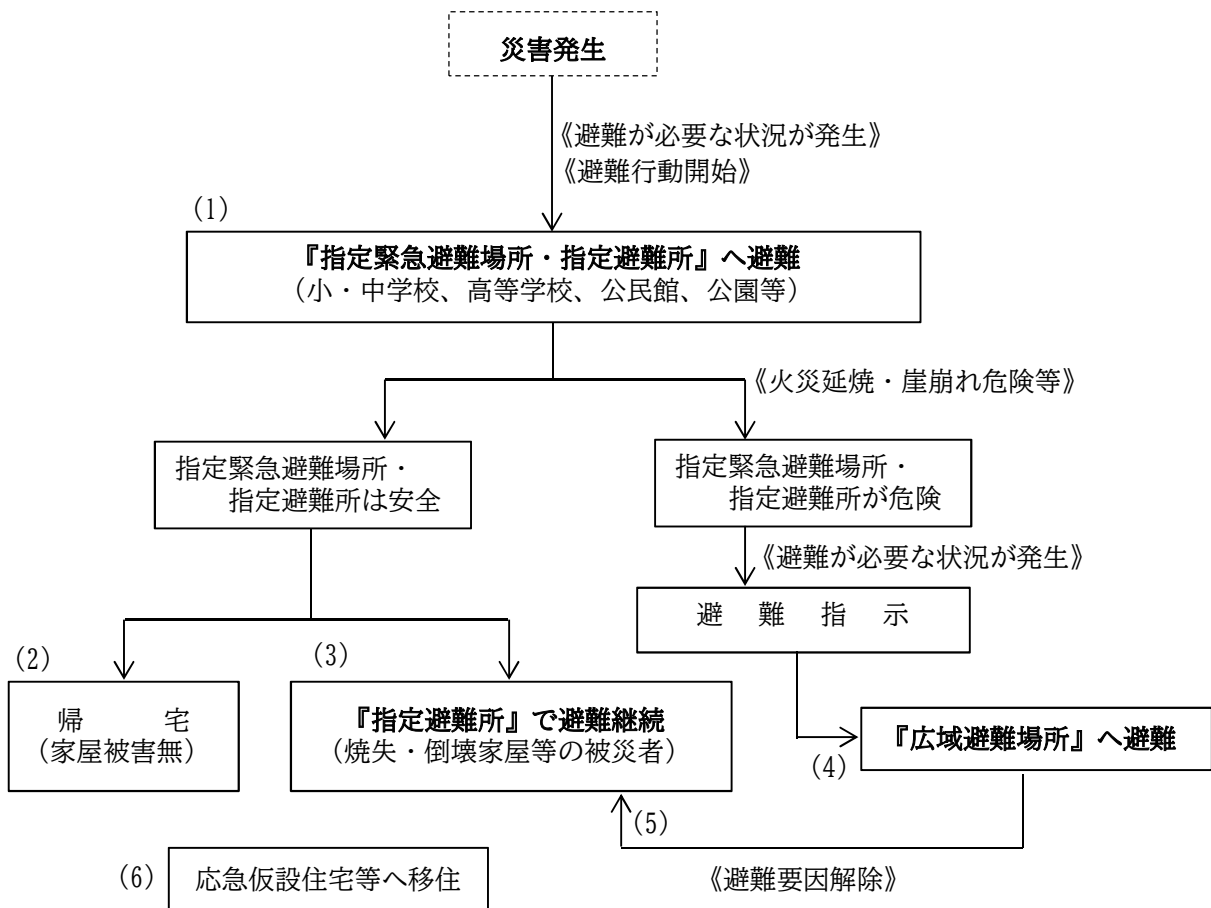 災害発生
《避難が必要な状況が発生》
《避難行動開始》
(1)
『指定緊急避難場所・指定避難所』へ避難
（小・中学校、高等学校、公民館、公園等）
《火災延焼・崖崩れ危険等》
指定緊急避難場所・
指定避難所は安全
指定緊急避難場所・
指定避難所が危険
《避難が必要な状況が発生》
避　難　指　示
(2)
帰　　　宅
（家屋被害無）
(3)
『指定避難所』で避難継続
（焼失・倒壊家屋等の被災者）
(4)
『広域避難場所』へ避難
(5)
《避難要因解除》
(6)
応急仮設住宅等へ移住